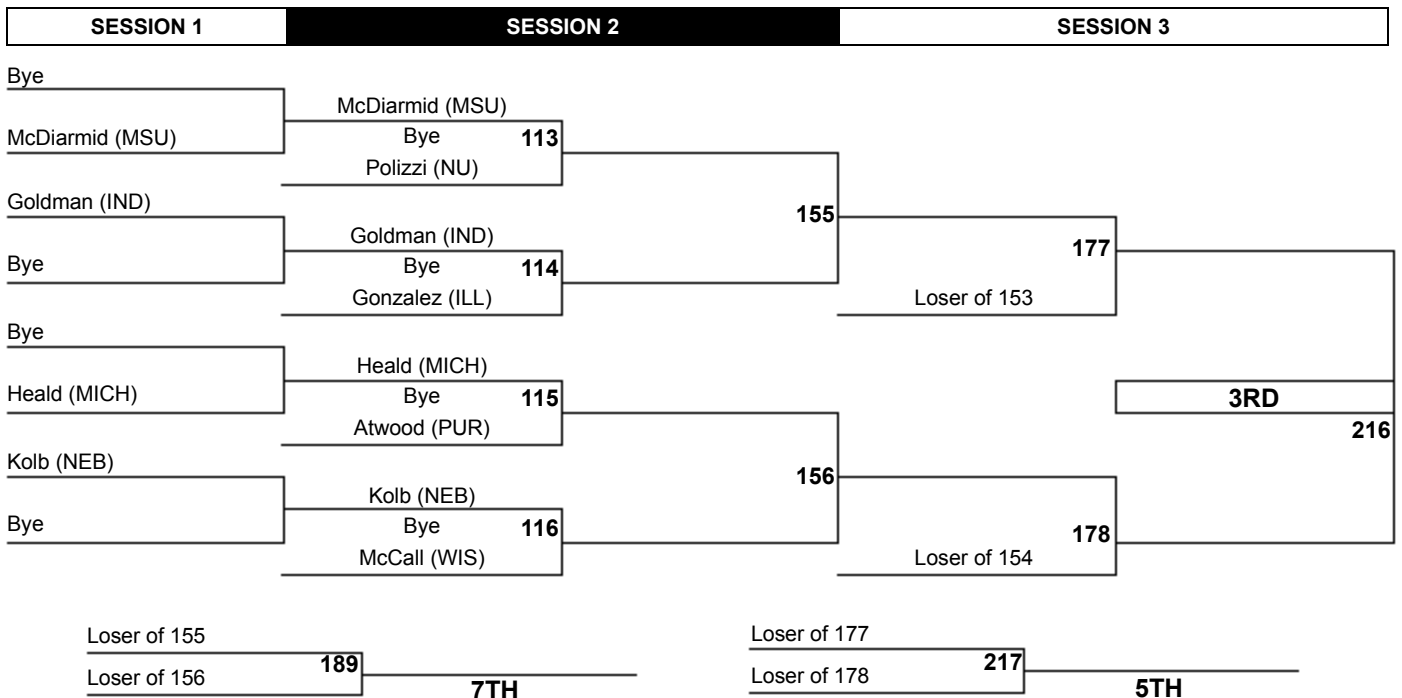 SESSION 1 SESSION 2 SESSION 3
Bye
McDiarmid (MSU)
McDiarmid (MSU)
Bye 113
Polizzi (NU)
Goldman (IND)
155
Goldman (IND)
177
Bye
Bye 114
Gonzalez (ILL)
Loser of 153
Bye
Heald (MICH)
Heald (MICH)
Bye 115
3RD
Atwood (PUR)
216
Kolb (NEB)
156
Kolb (NEB)
Bye
Bye 116
178
McCall (WIS)
Loser of 154
Loser of 155
189
Loser of 156
7TH
Loser of 177
217
Loser of 178
5TH